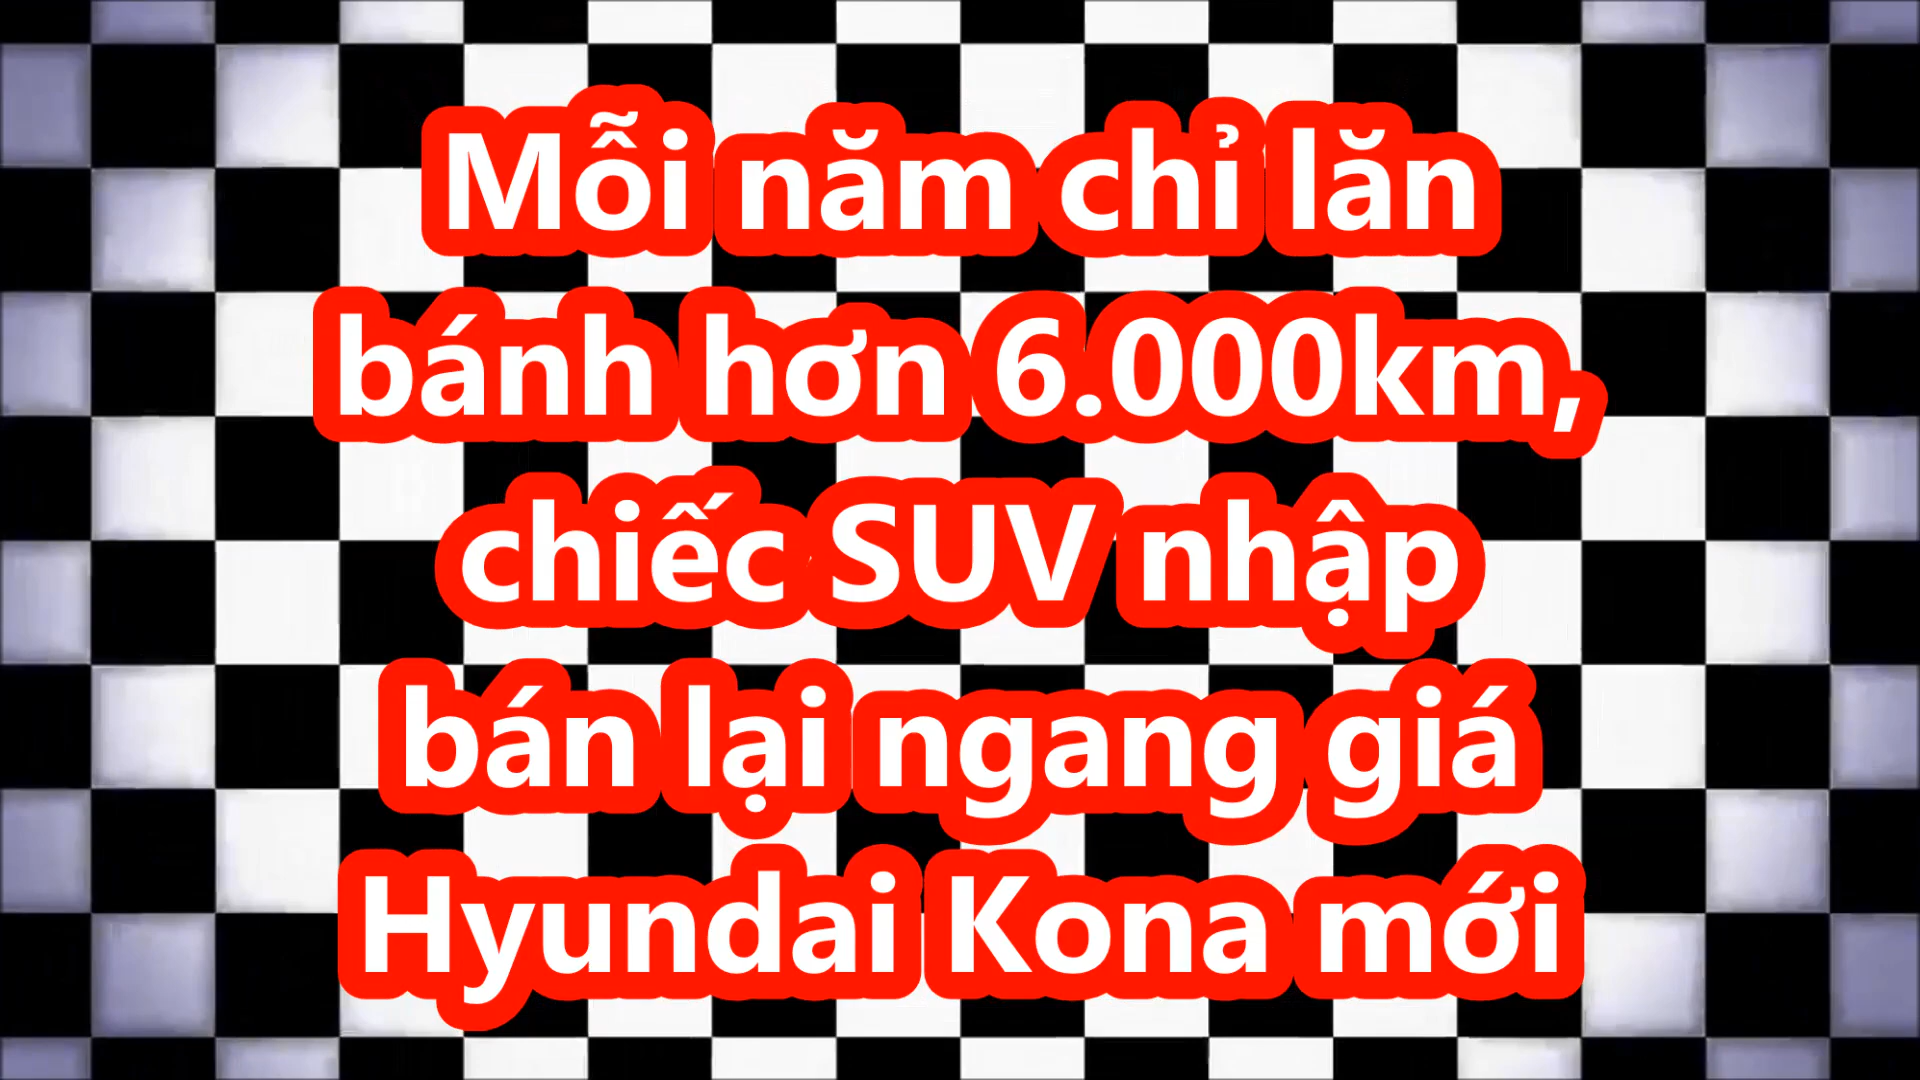 Mỗi năm chỉ lăn
bánh hơn 6.000km,
chiếc SUV nhập
bán lại ngang giá
Hyundai Kona mới